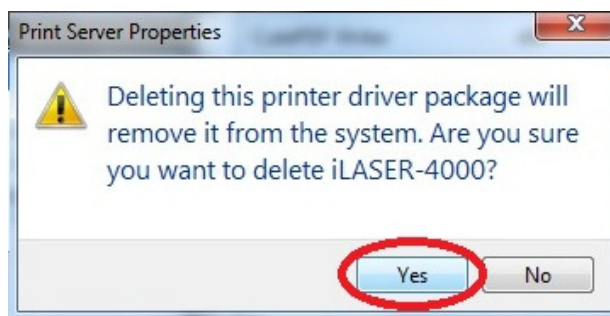 Print Server Properties
Deleting this printer driver package will
remove it from the system. Are you sure
you want to delete iLASER-4000?
Yes No